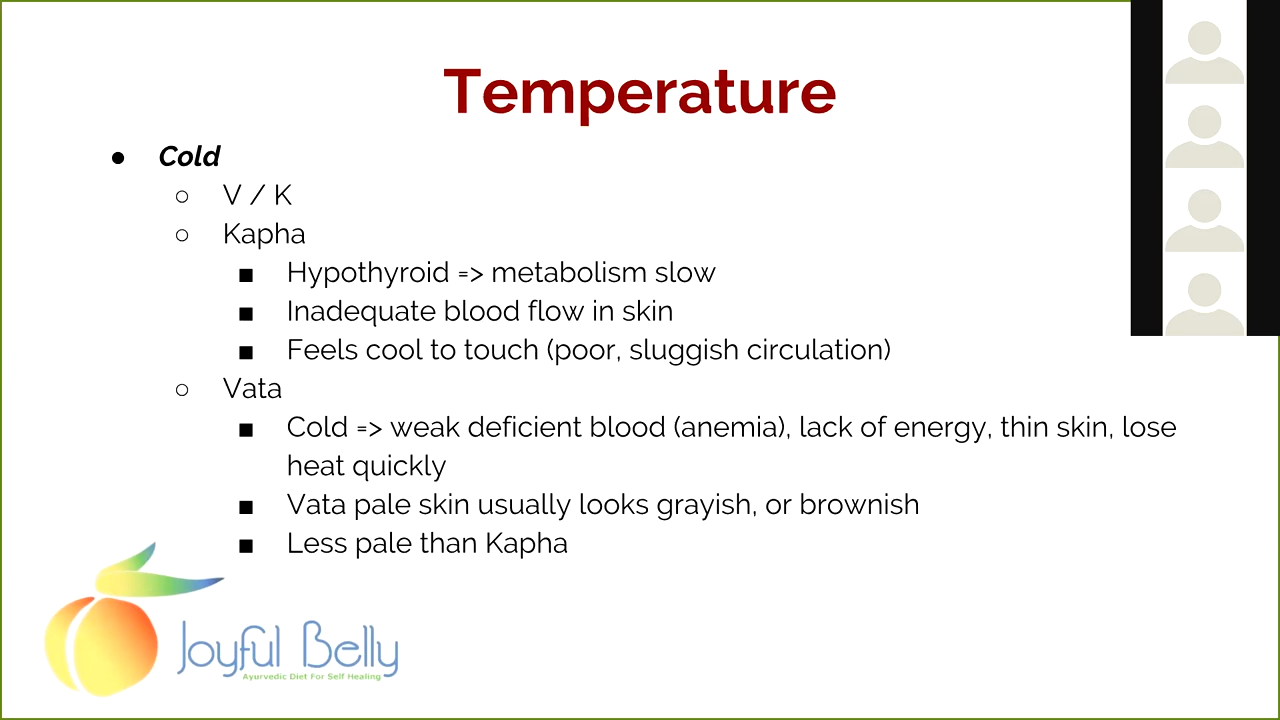 Temperature
● Cold
○ V / K
○ Kapha
■ Hypothyroid => metabolism slow
■ Inadequate blood flow in skin
■ Feels cool to touch (poor, sluggish circulation)
○ Vata
■ Cold => weak deficient blood (anemia), lack of energy, thin skin, lose
heat quickly
■ Vata pale skin usually looks grayish, or brownish
■ Less pale than Kapha
Joyful Belly
Ayurvedic Diet For Self Healing